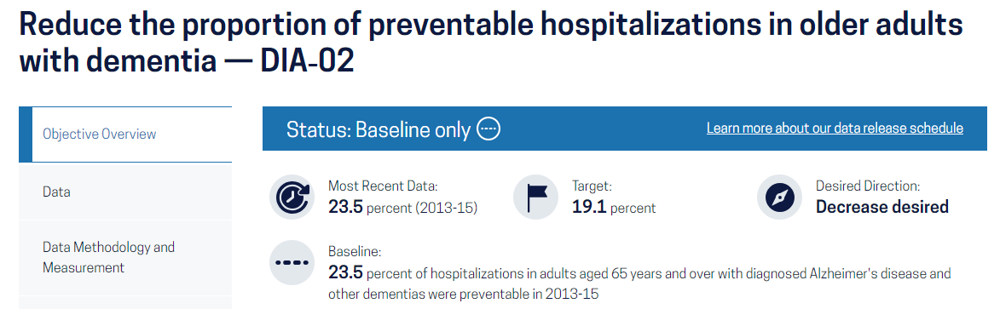 Reduce the proportion of preventable hospitalizations in older adults
with dementia — DIA‑02
Objective Overview
Data
Data Methodology and
Measurement
Status: Baseline only
Learn more about our data release schedule
Most Recent Data:
23.5 percent (2013-15)
Target:
19.1 percent
Desired Direction:
Decrease desired
Baseline:
23.5 percent of hospitalizations in adults aged 65 years and over with diagnosed Alzheimer's disease and
other dementias were preventable in 2013-15